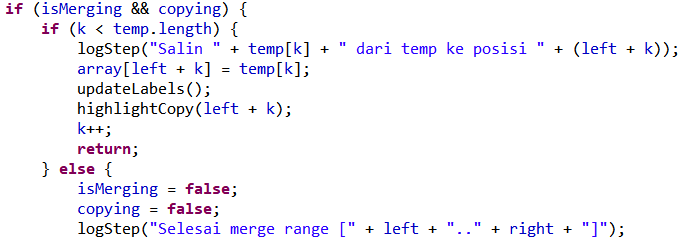 if (isMerging && copying) {
    if (k < temp.length) {
        logStep("Salin " + temp[k] + " dari temp ke posisi " + (left + k));
        array[left + k] = temp[k];
        updateLabels();
        highlightCopy(left + k);
        k++;
        return;
    } else {
        isMerging = false;
        copying = false;
        logStep("Selesai merge range [" + left + ".." + right + "]");